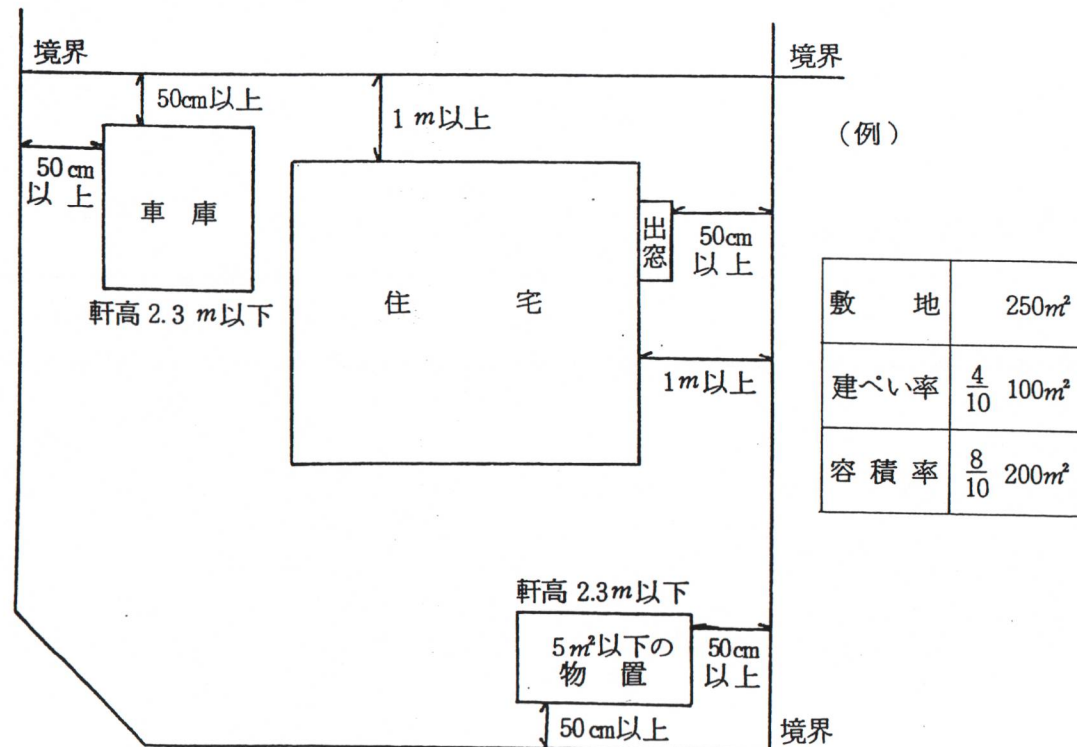 境界
境界
50cm以上
1m以上
(例)
50cm
以上
車庫
出窓
50cm
以上
軒高2.3m以下
住宅
1m以上
敷地 250m²
建ぺい率 4/10 100m²
容積率 8/10 200m²
軒高2.3m以下
5m²以下の
物置
50cm
以上
50cm以上
境界